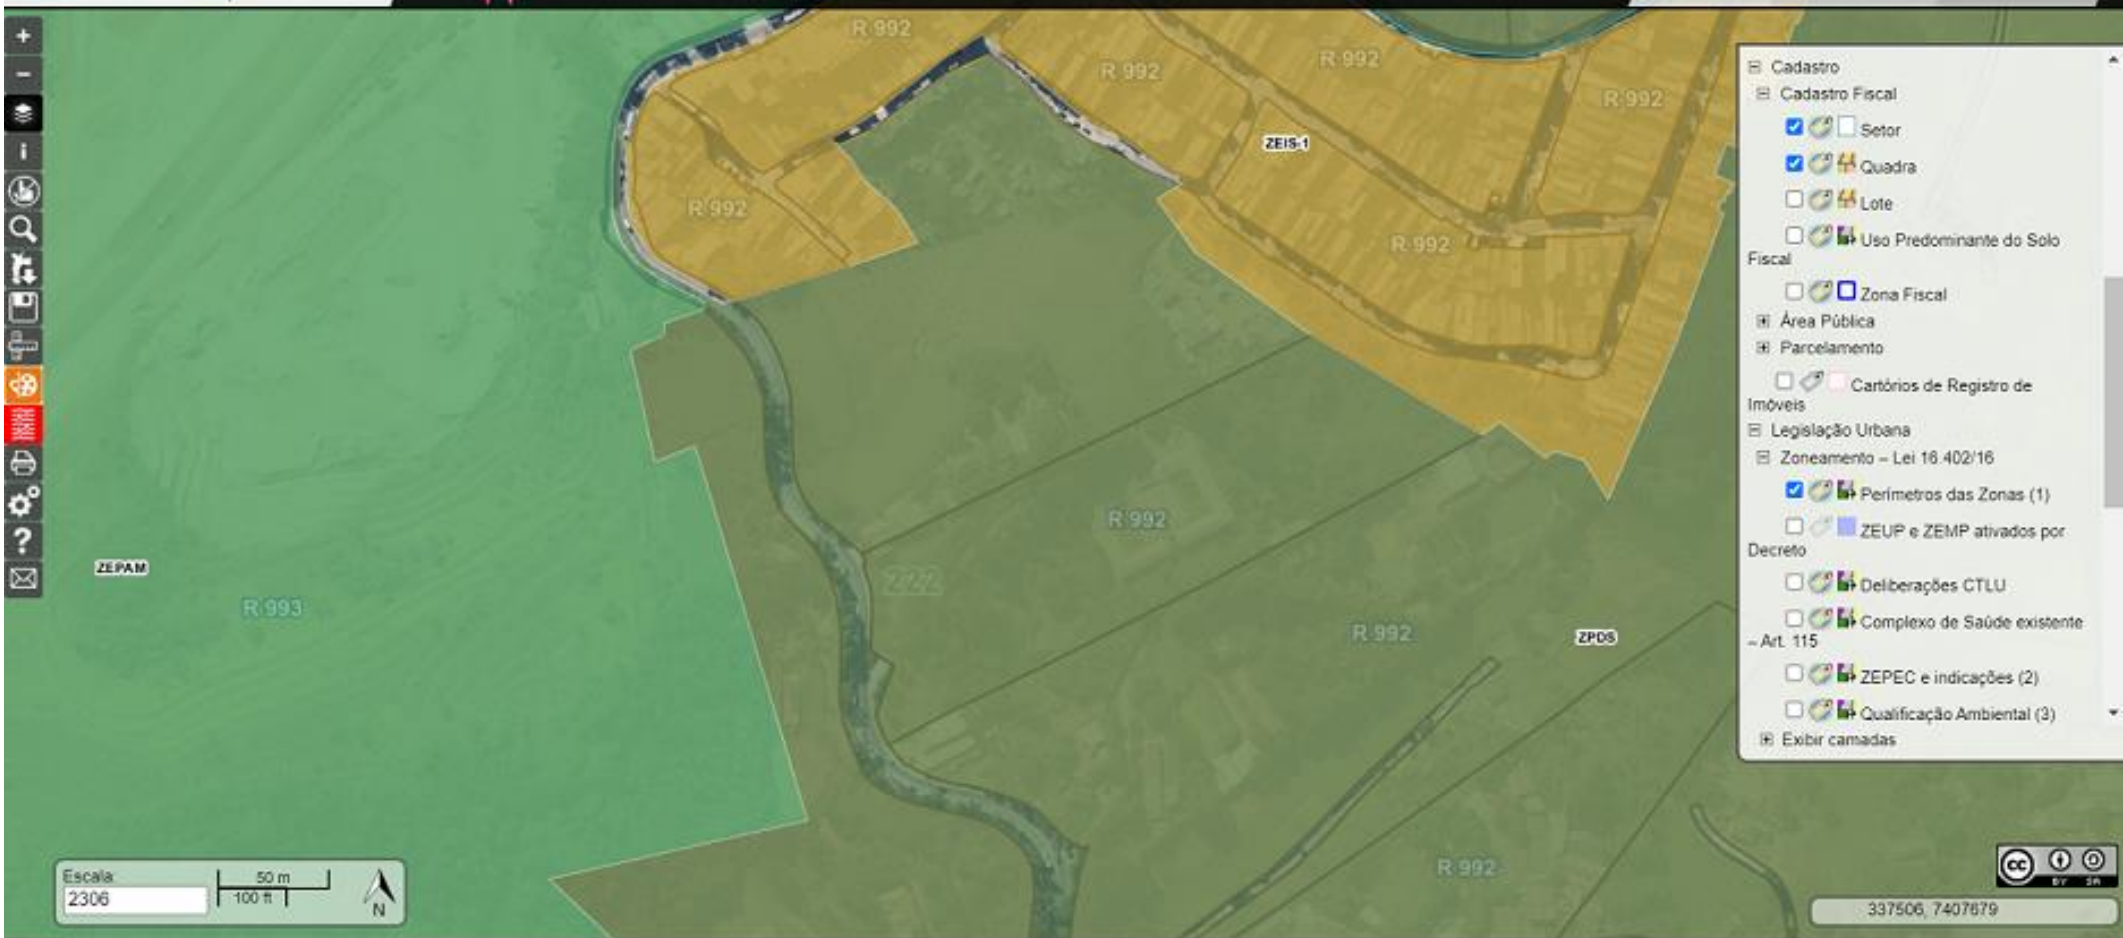 R 992
R 992
R 992
R 992
ZEIS-1
R 992
R 992
R 992
222
R 992
ZPDS
ZEPAM
R 993
R 992
Cadastro
Cadastro Fiscal
Setor
Quadra
Lote
Uso Predominante do Solo
Fiscal
Zona Fiscal
Área Pública
Parcelamento
Cartórios de Registro de
Imóveis
Legislação Urbana
Zoneamento – Lei 16.402/16
Perímetros das Zonas (1)
ZEUP e ZEMP ativados por
Decreto
Deliberações CTLU
Complexo de Saúde existente
– Art. 115
ZEPEC e indicações (2)
Qualificação Ambiental (3)
Exibir camadas
Escala:
2306
50 m
100 ft
N
cc
BY SA
337506, 7407679